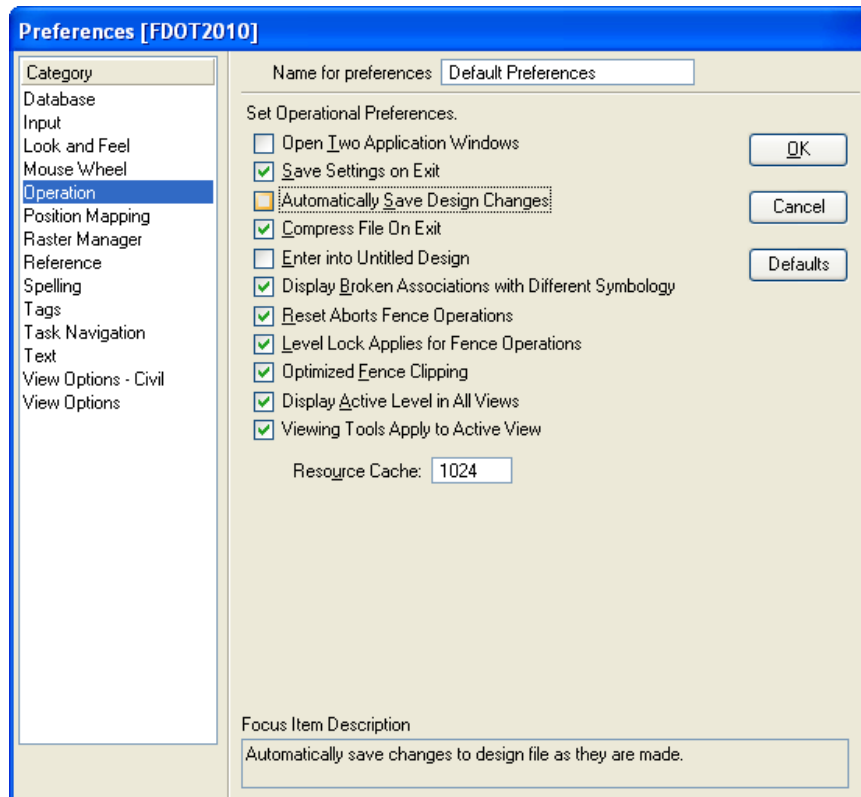 Preferences [FDOT2010]
Category
Database
Input
Look and Feel
Mouse Wheel
Operation
Position Mapping
Raster Manager
Reference
Spelling
Tags
Task Navigation
Text
View Options - Civil
View Options
Name for preferences Default Preferences
Set Operational Preferences.
Open Two Application Windows
Save Settings on Exit
Automatically Save Design Changes
Compress File On Exit
Enter into Untitled Design
Display Broken Associations with Different Symbology
Reset Aborts Fence Operations
Level Lock Applies for Fence Operations
Optimized Fence Clipping
Display Active Level in All Views
Viewing Tools Apply to Active View
Resource Cache: 1024
OK
Cancel
Defaults
Focus Item Description
Automatically save changes to design file as they are made.